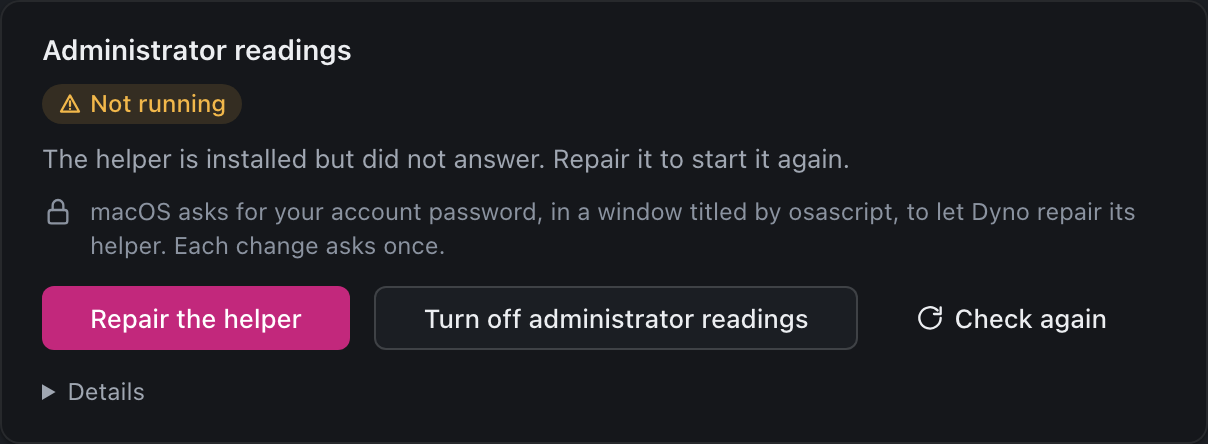 Administrator readings
Not running
The helper is installed but did not answer. Repair it to start it again.
macOS asks for your account password, in a window titled by osascript, to let Dyno repair its
helper. Each change asks once.
Repair the helper
Turn off administrator readings
Check again
Details